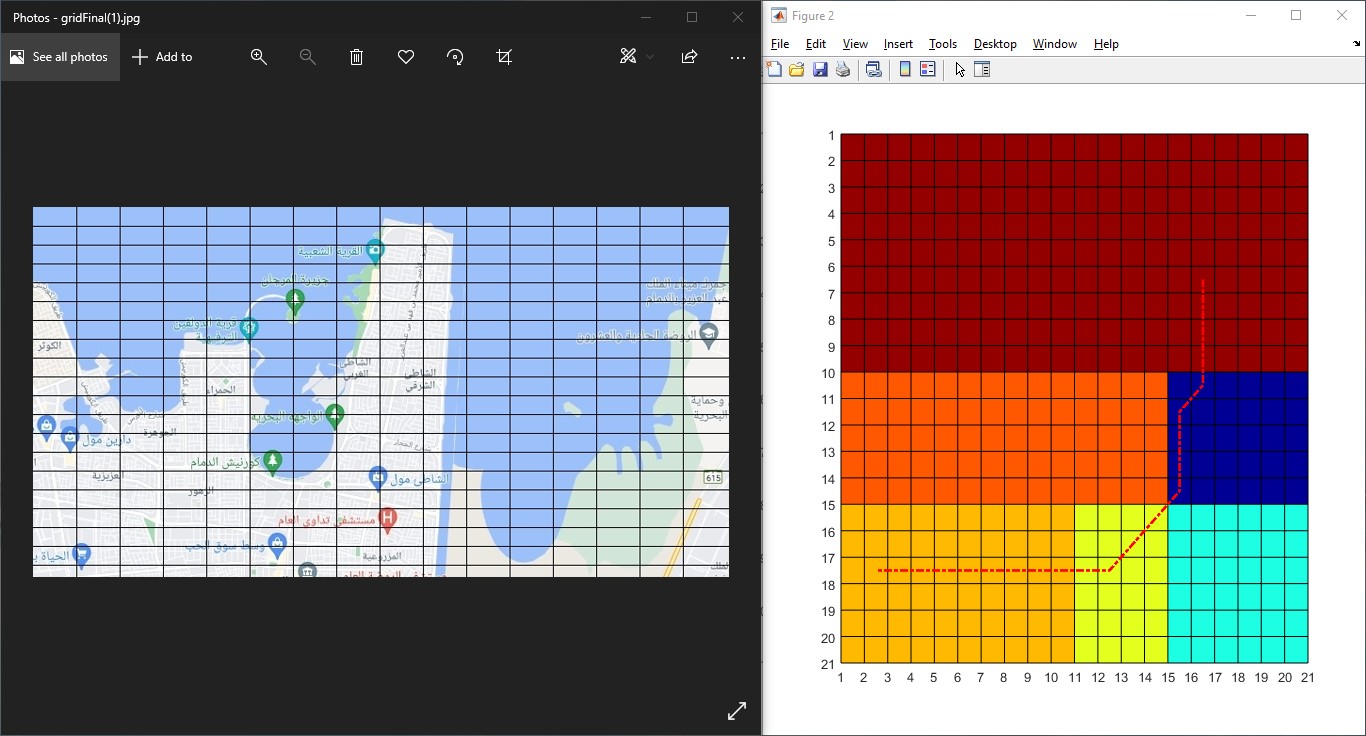 Photos - gridFinal(1).jpg
See all photos
Add to
القرية الشعبية
جزيرة المرجان
قرية الدولفين
الترفيهية
الكوثر
الحمراء
الشاطئ
الغربي
الشاطئ
الشرقي
جمرك ميناء الملك
عبد العزيز بالدمام
الروضة الحادية والعشرون
وحماية
البحرية
الواجهة البحرية
دارين مول
الجوهرة
كورنيش الدمام
العزيزية
الزهور
الشاطئ مول
615
مستشفى تداوي العام
وسط سوق الحب
المزروعية
الحياة
Figure 2
File Edit View Insert Tools Desktop Window Help
1
2
3
4
5
6
7
8
9
10
11
12
13
14
15
16
17
18
19
20
21
1 2 3 4 5 6 7 8 9 10 11 12 13 14 15 16 17 18 19 20 21